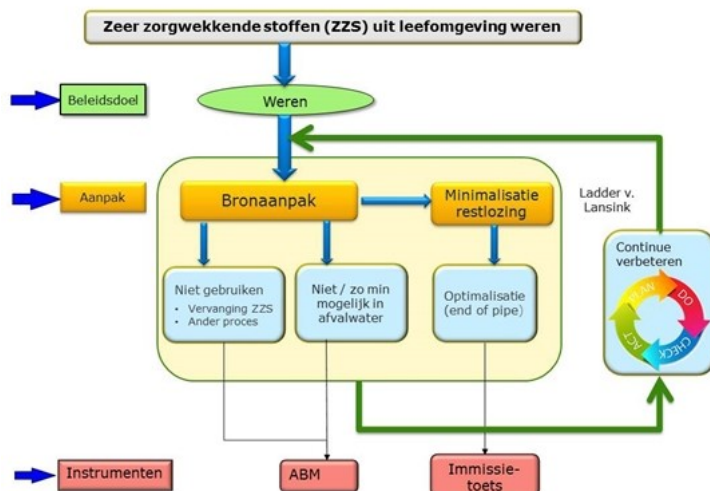 Zeer zorgwekkende stoffen (ZZS) uit leefomgeving weren
Beleidsdoel
Weren
Aanpak
Bronaanpak
Minimalisatie
restlozing
Ladder v.
Lansink
Continue
verbeteren
PLAN
DO
CHECK
ACT
Niet gebruiken
• Vervanging ZZS
• Ander proces
Niet / zo min
mogelijk in
afvalwater
Optimalisatie
(end of pipe)
Instrumenten
ABM
Immissie-
toets